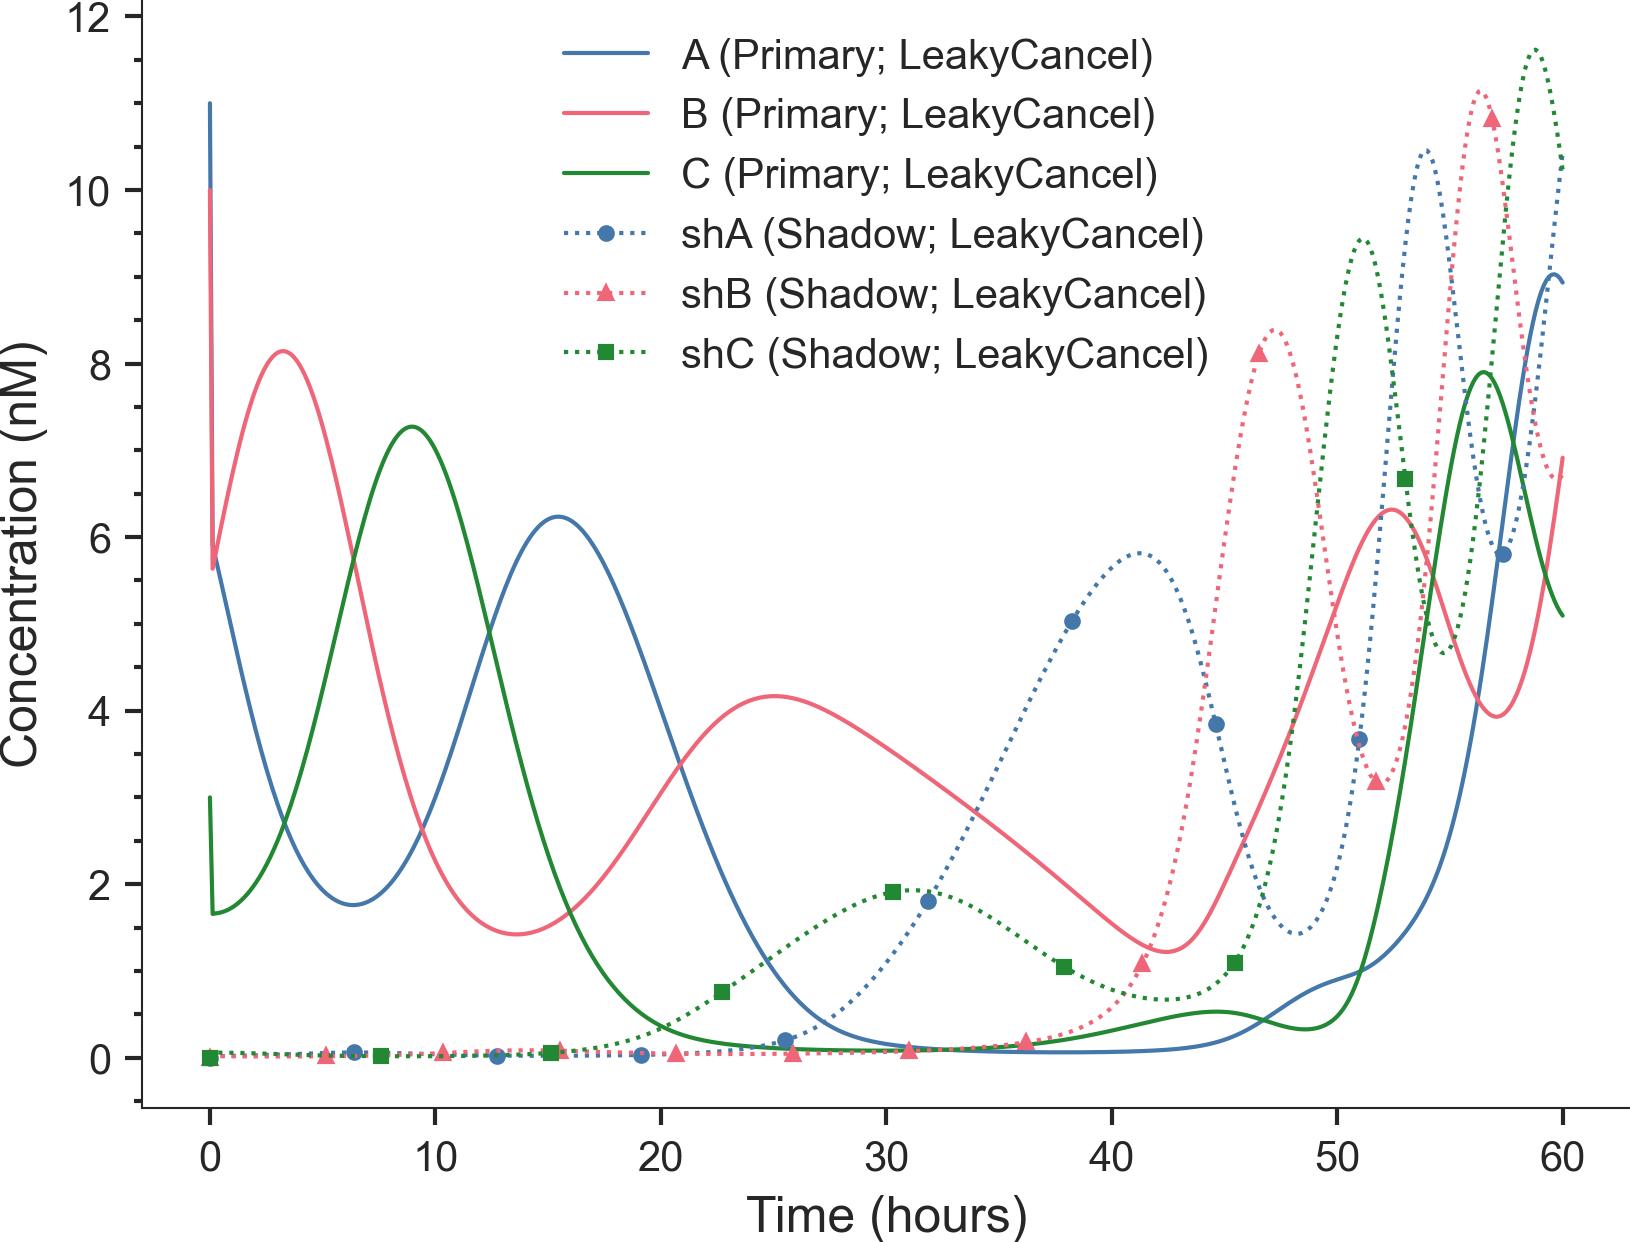 12
10
8
6
4
2
0
Concentration (nM)
A (Primary; LeakyCancel)
B (Primary; LeakyCancel)
C (Primary; LeakyCancel)
shA (Shadow; LeakyCancel)
shB (Shadow; LeakyCancel)
shC (Shadow; LeakyCancel)
0 10 20 30 40 50 60
Time (hours)